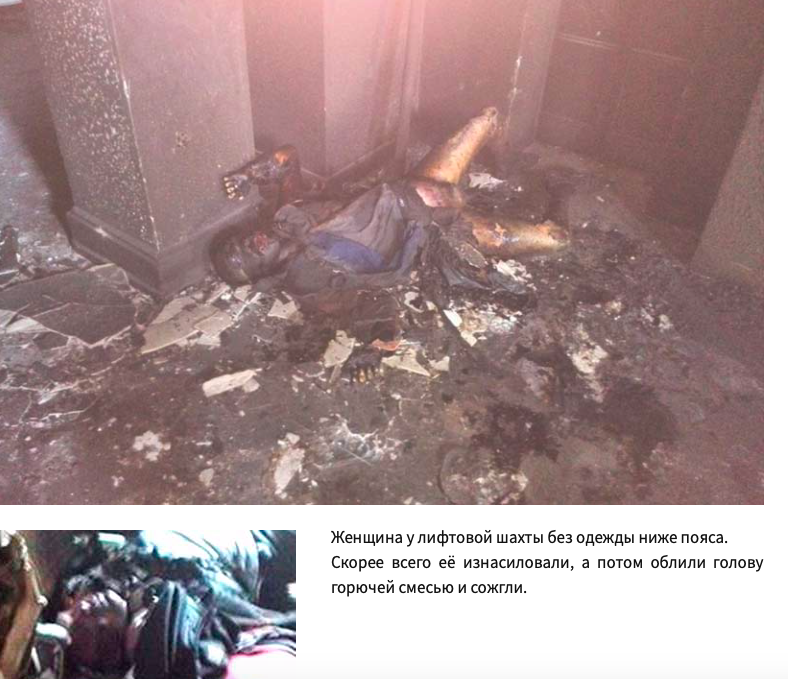 Женщина у лифтовой шахты без одежды ниже пояса.
Скорее всего её изнасиловали, а потом облили голову
горючей смесью и сожгли.